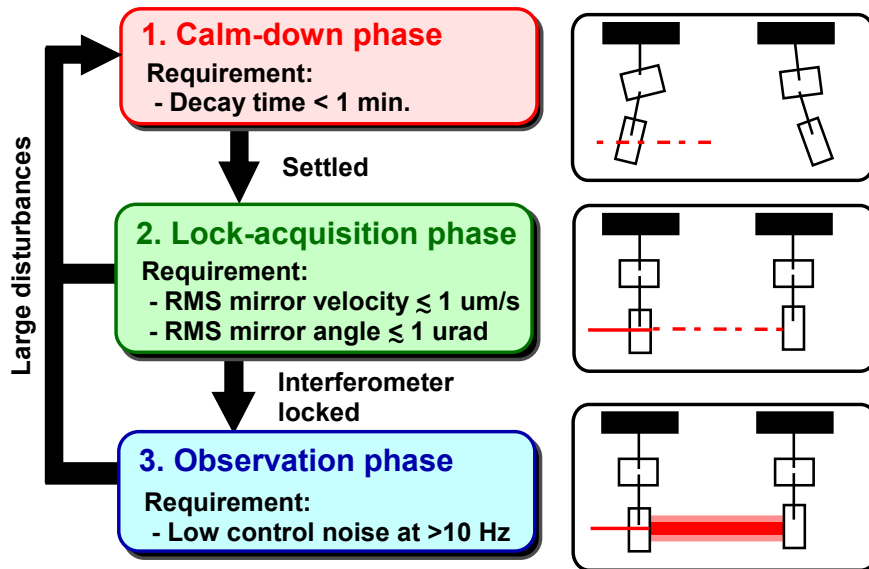 1. Calm-down phase
Requirement:
- Decay time < 1 min.
Settled
Large disturbances
2. Lock-acquisition phase
Requirement:
- RMS mirror velocity ≲ 1 um/s
- RMS mirror angle ≲ 1 urad
Interferometer
locked
3. Observation phase
Requirement:
- Low control noise at >10 Hz